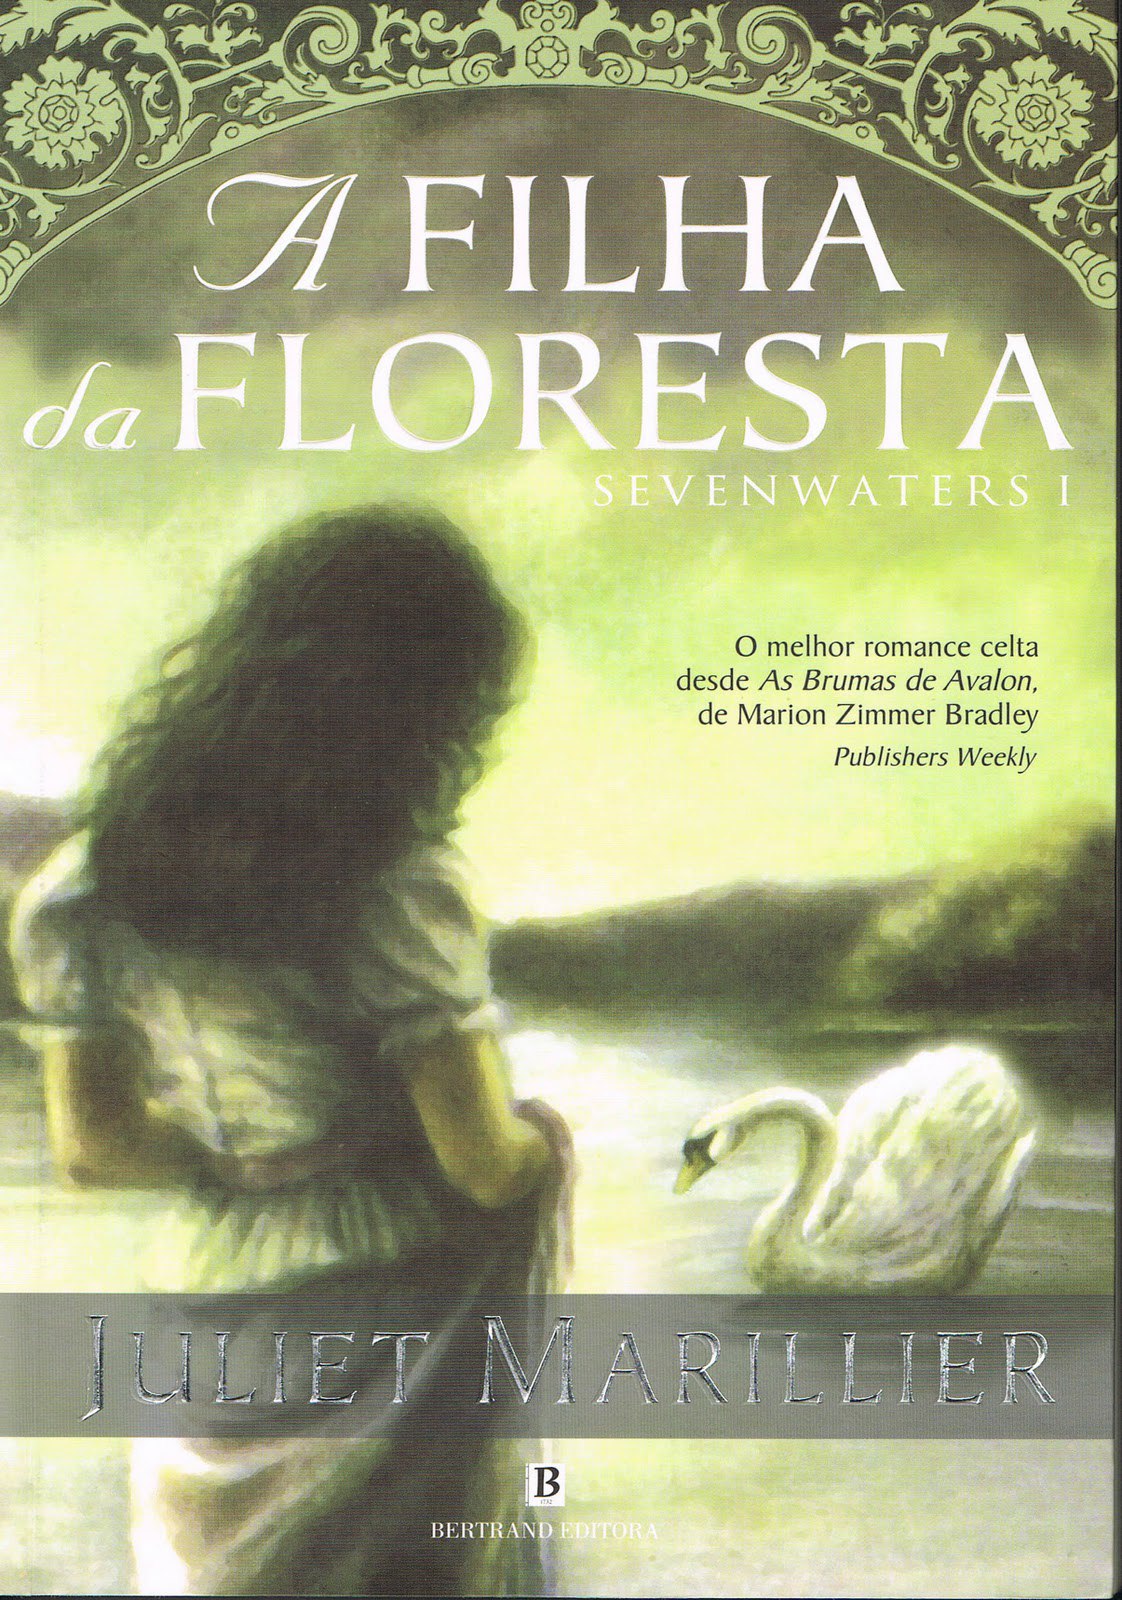 A FILHA
da FLORESTA
SEVENWATERS I
O melhor romance celta
desde As Brumas de Avalon,
de Marion Zimmer Bradley
Publishers Weekly
JULIET MARILLIER
B
1732
BERTRAND EDITORA